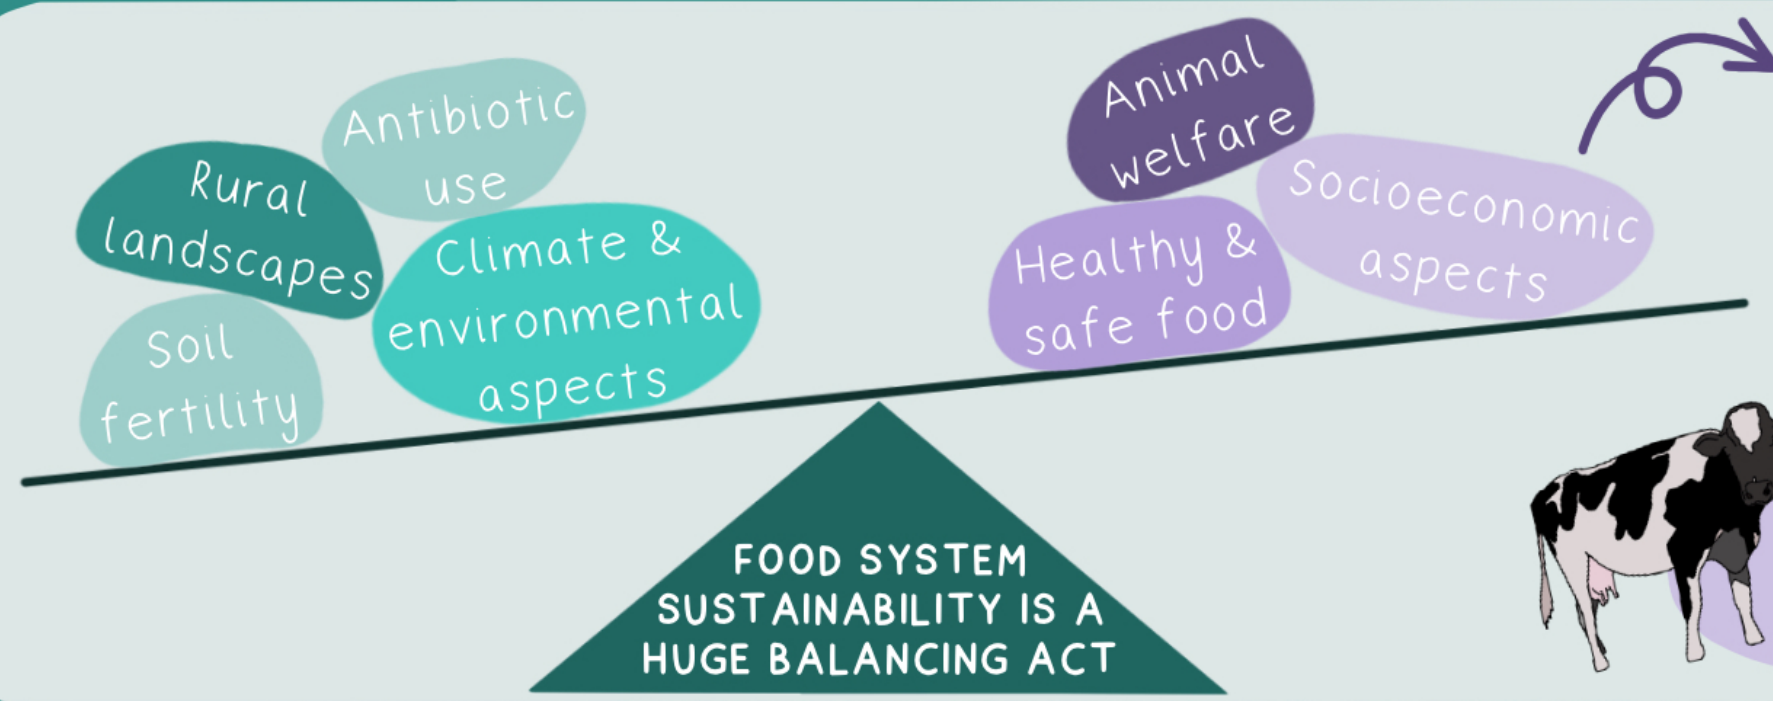 Antibiotic
use
Rural
landscapes
Climate &
environmental
aspects
Soil
fertility
Animal
welfare
Socioeconomic
aspects
Healthy &
safe food
FOOD SYSTEM
SUSTAINABILITY IS A
HUGE BALANCING ACT